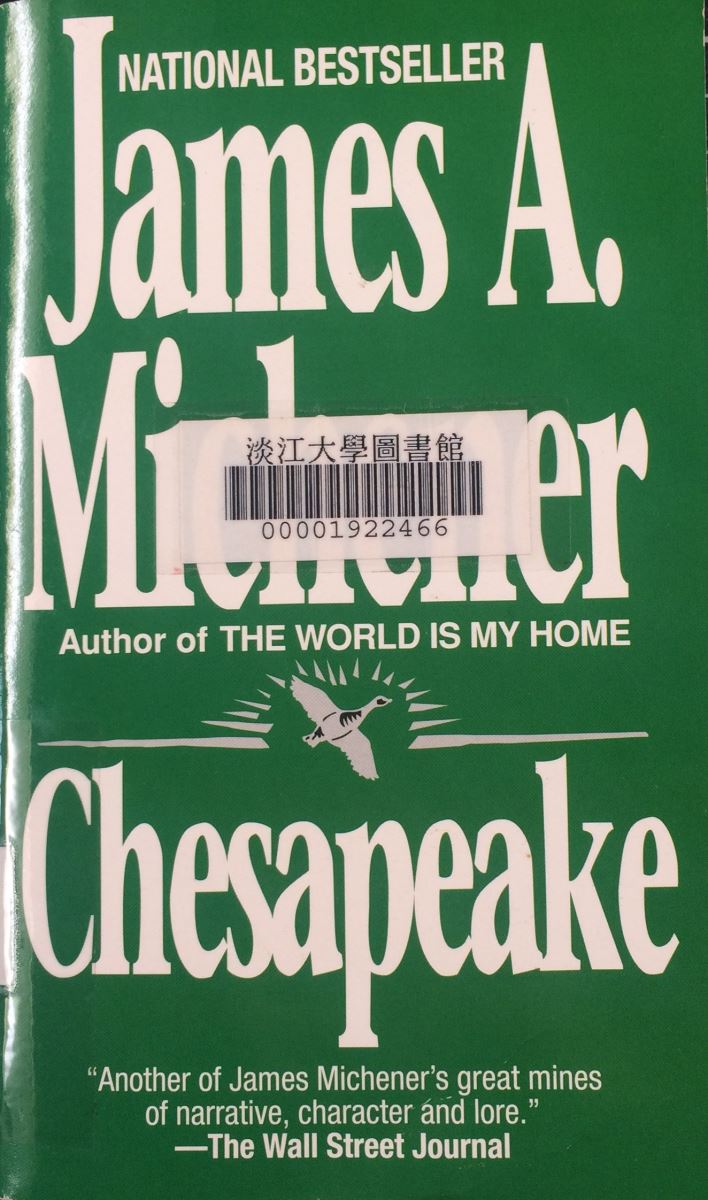 NATIONAL BESTSELLER
James A.
Michener
淡江大學圖書館
00001922466
Author of THE WORLD IS MY HOME
Chesapeake
“Another of James Michener’s great mines
of narrative, character and lore.”
—The Wall Street Journal